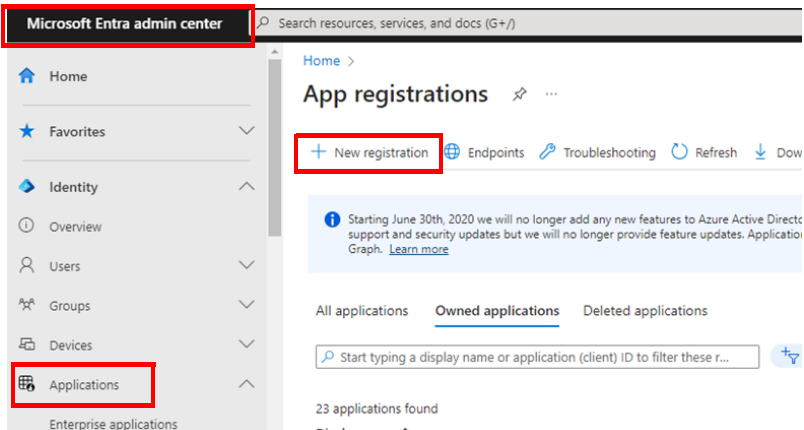 Microsoft Entra admin center
Search resources, services, and docs (G+/)
Home
Favorites
Identity
Overview
Users
Groups
Devices
Applications
Enterprise applications
Home >
App registrations
New registration
Endpoints
Troubleshooting
Refresh
Dow
Starting June 30th, 2020 we will no longer add any new features to Azure Active Directo
support and security updates but we will no longer provide feature updates. Application
Graph. Learn more
All applications
Owned applications
Deleted applications
Start typing a display name or application (client) ID to filter these r...
23 applications found